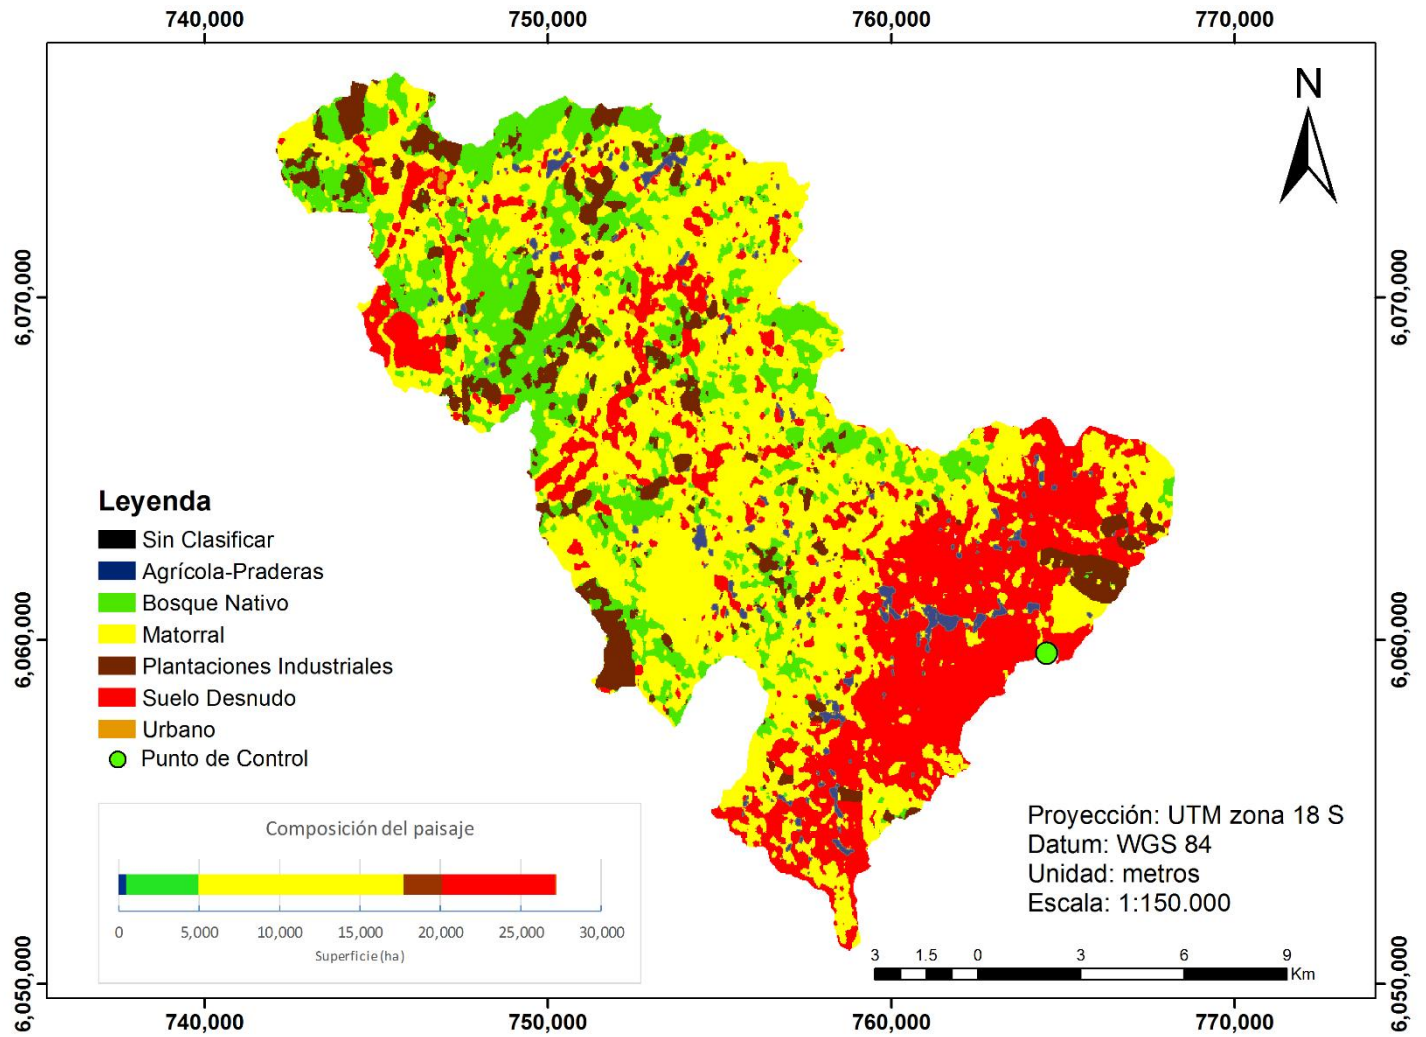 740,000 750,000 760,000 770,000
N
6,070,000 6,070,000
Leyenda
Sin Clasificar
Agrícola-Praderas
Bosque Nativo
Matorral
Plantaciones Industriales
Suelo Desnudo
Urbano
Punto de Control
6,060,000 6,060,000
Composición del paisaje
0 5,000 10,000 15,000 20,000 25,000 30,000
Superficie (ha)
Proyección: UTM zona 18 S
Datum: WGS 84
Unidad: metros
Escala: 1:150.000
3 1.5 0 3 6 9
Km
6,050,000 6,050,000
740,000 750,000 760,000 770,000